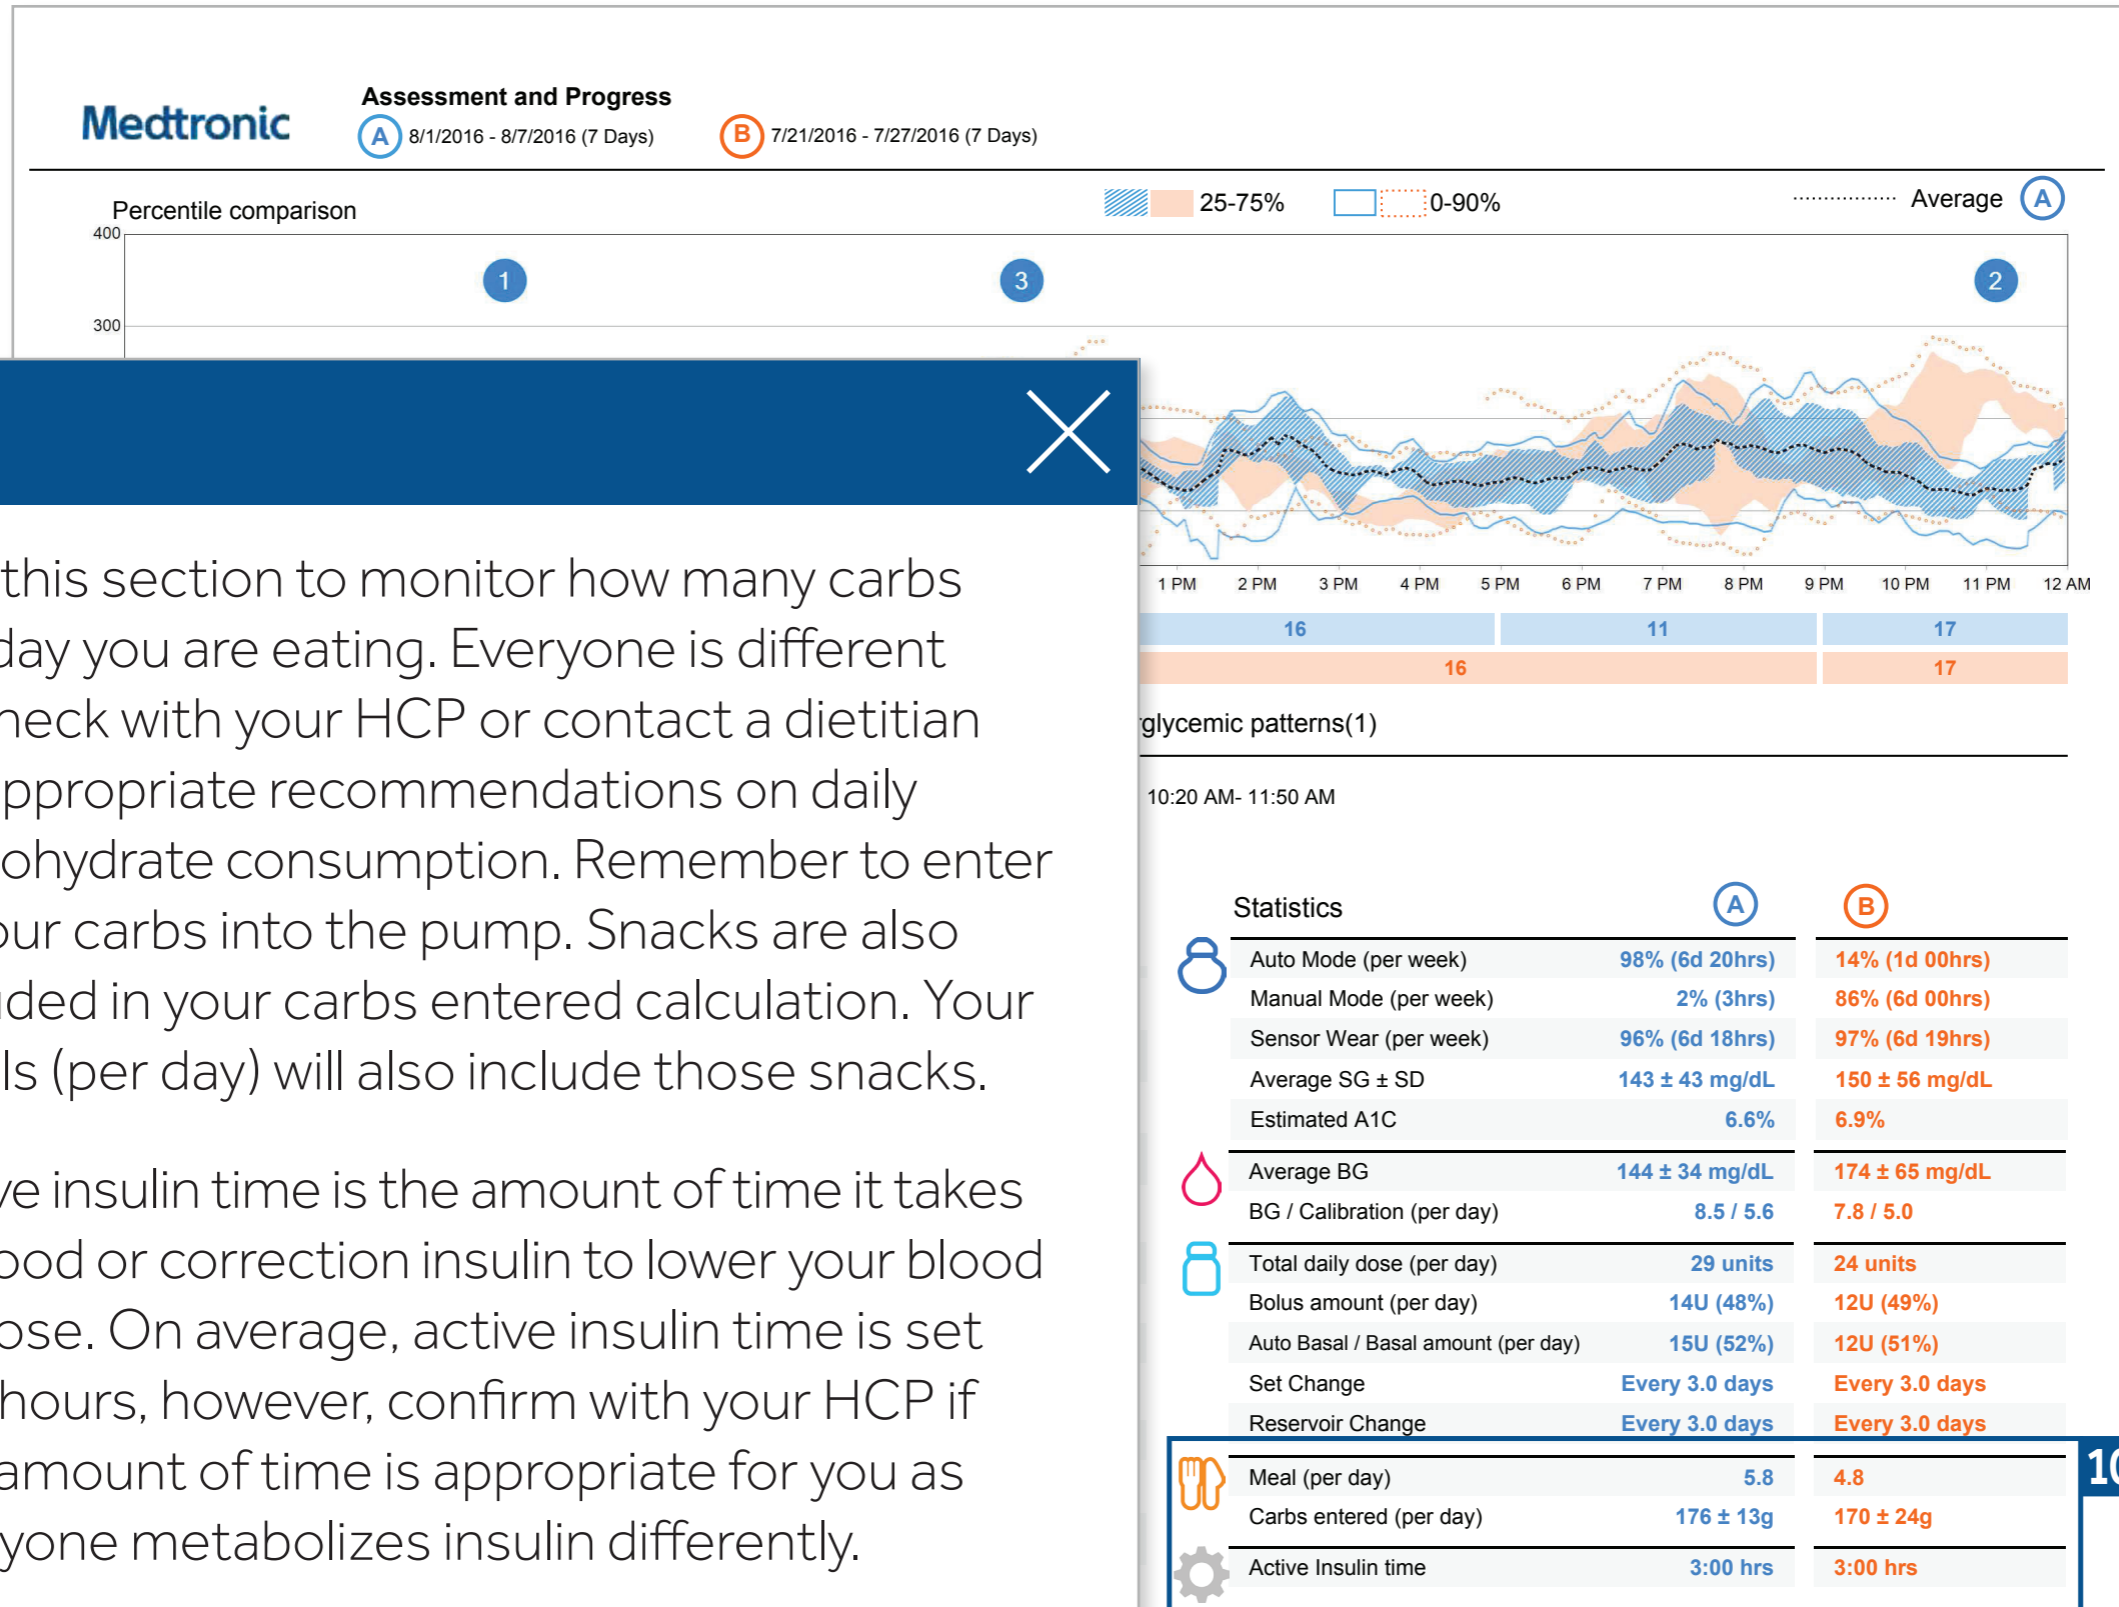 Medtronic
Assessment and Progress
A 8/1/2016 - 8/7/2016 (7 Days) B 7/21/2016 - 7/27/2016 (7 Days)
Percentile comparison 25-75% 0-90% Average A
400
1 3 2
300
1 PM 2 PM 3 PM 4 PM 5 PM 6 PM 7 PM 8 PM 9 PM 10 PM 11 PM 12 AM
16 11 17
16 17
glycemic patterns(1)
10:20 AM- 11:50 AM
this section to monitor how many carbs
day you are eating. Everyone is different
heck with your HCP or contact a dietitian
ppropriate recommendations on daily
ohydrate consumption. Remember to enter
our carbs into the pump. Snacks are also
uded in your carbs entered calculation. Your
ls (per day) will also include those snacks.
ve insulin time is the amount of time it takes
ood or correction insulin to lower your blood
ose. On average, active insulin time is set
hours, however, confirm with your HCP if
amount of time is appropriate for you as
yone metabolizes insulin differently.
Statistics A B
Auto Mode (per week) 98% (6d 20hrs) 14% (1d 00hrs)
Manual Mode (per week) 2% (3hrs) 86% (6d 00hrs)
Sensor Wear (per week) 96% (6d 18hrs) 97% (6d 19hrs)
Average SG ± SD 143 ± 43 mg/dL 150 ± 56 mg/dL
Estimated A1C 6.6% 6.9%
Average BG 144 ± 34 mg/dL 174 ± 65 mg/dL
BG / Calibration (per day) 8.5 / 5.6 7.8 / 5.0
Total daily dose (per day) 29 units 24 units
Bolus amount (per day) 14U (48%) 12U (49%)
Auto Basal / Basal amount (per day) 15U (52%) 12U (51%)
Set Change Every 3.0 days Every 3.0 days
Reservoir Change Every 3.0 days Every 3.0 days
Meal (per day) 5.8 4.8
10
Carbs entered (per day) 176 ± 13g 170 ± 24g
Active Insulin time 3:00 hrs 3:00 hrs